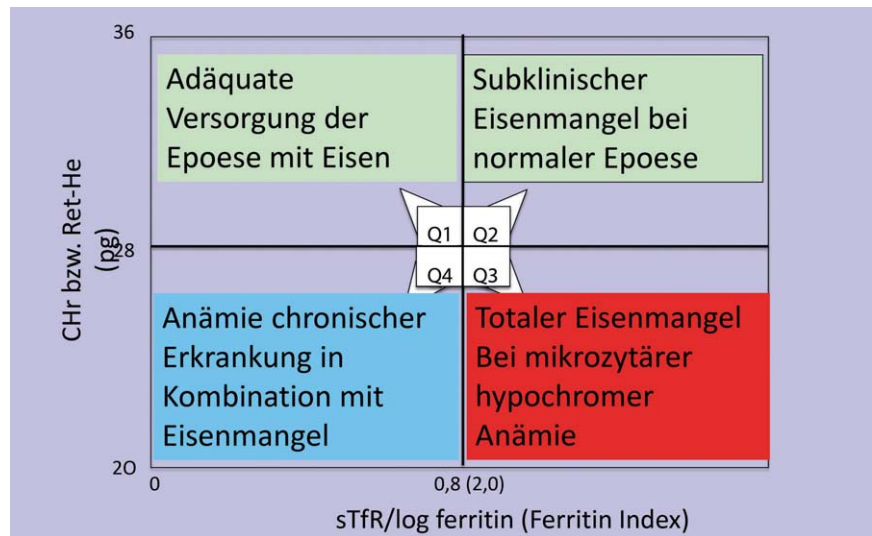 36
Adäquate
Versorgung der
Epoese mit Eisen
Subklinischer
Eisenmangel bei
normaler Epoese
CHr bzw. Ret-He
(pg)
28
Q1
Q2
Q4
Q3
Anämie chronischer
Erkrankung in
Kombination mit
Eisenmangel
Totaler Eisenmangel
Bei mikrozytärer
hypochromer
Anämie
20
0
0,8 (2,0)
sTfR/log ferritin (Ferritin Index)